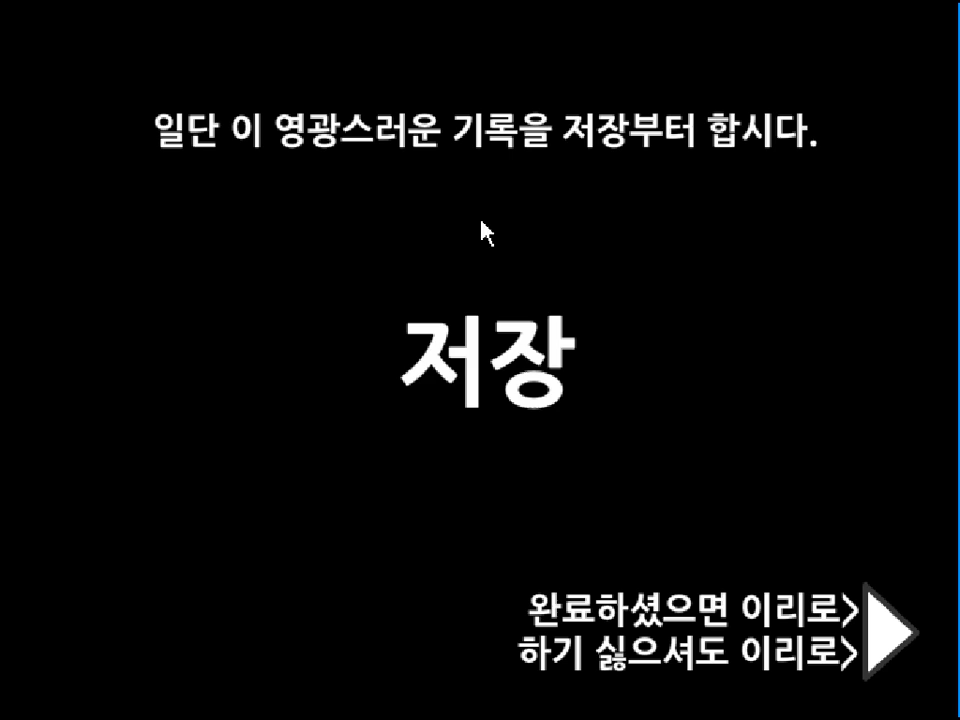 일단 이 영광스러운 기록을 저장부터 합시다.
저장
완료하셨으면 이리로>
하기 싫으셔도 이리로>